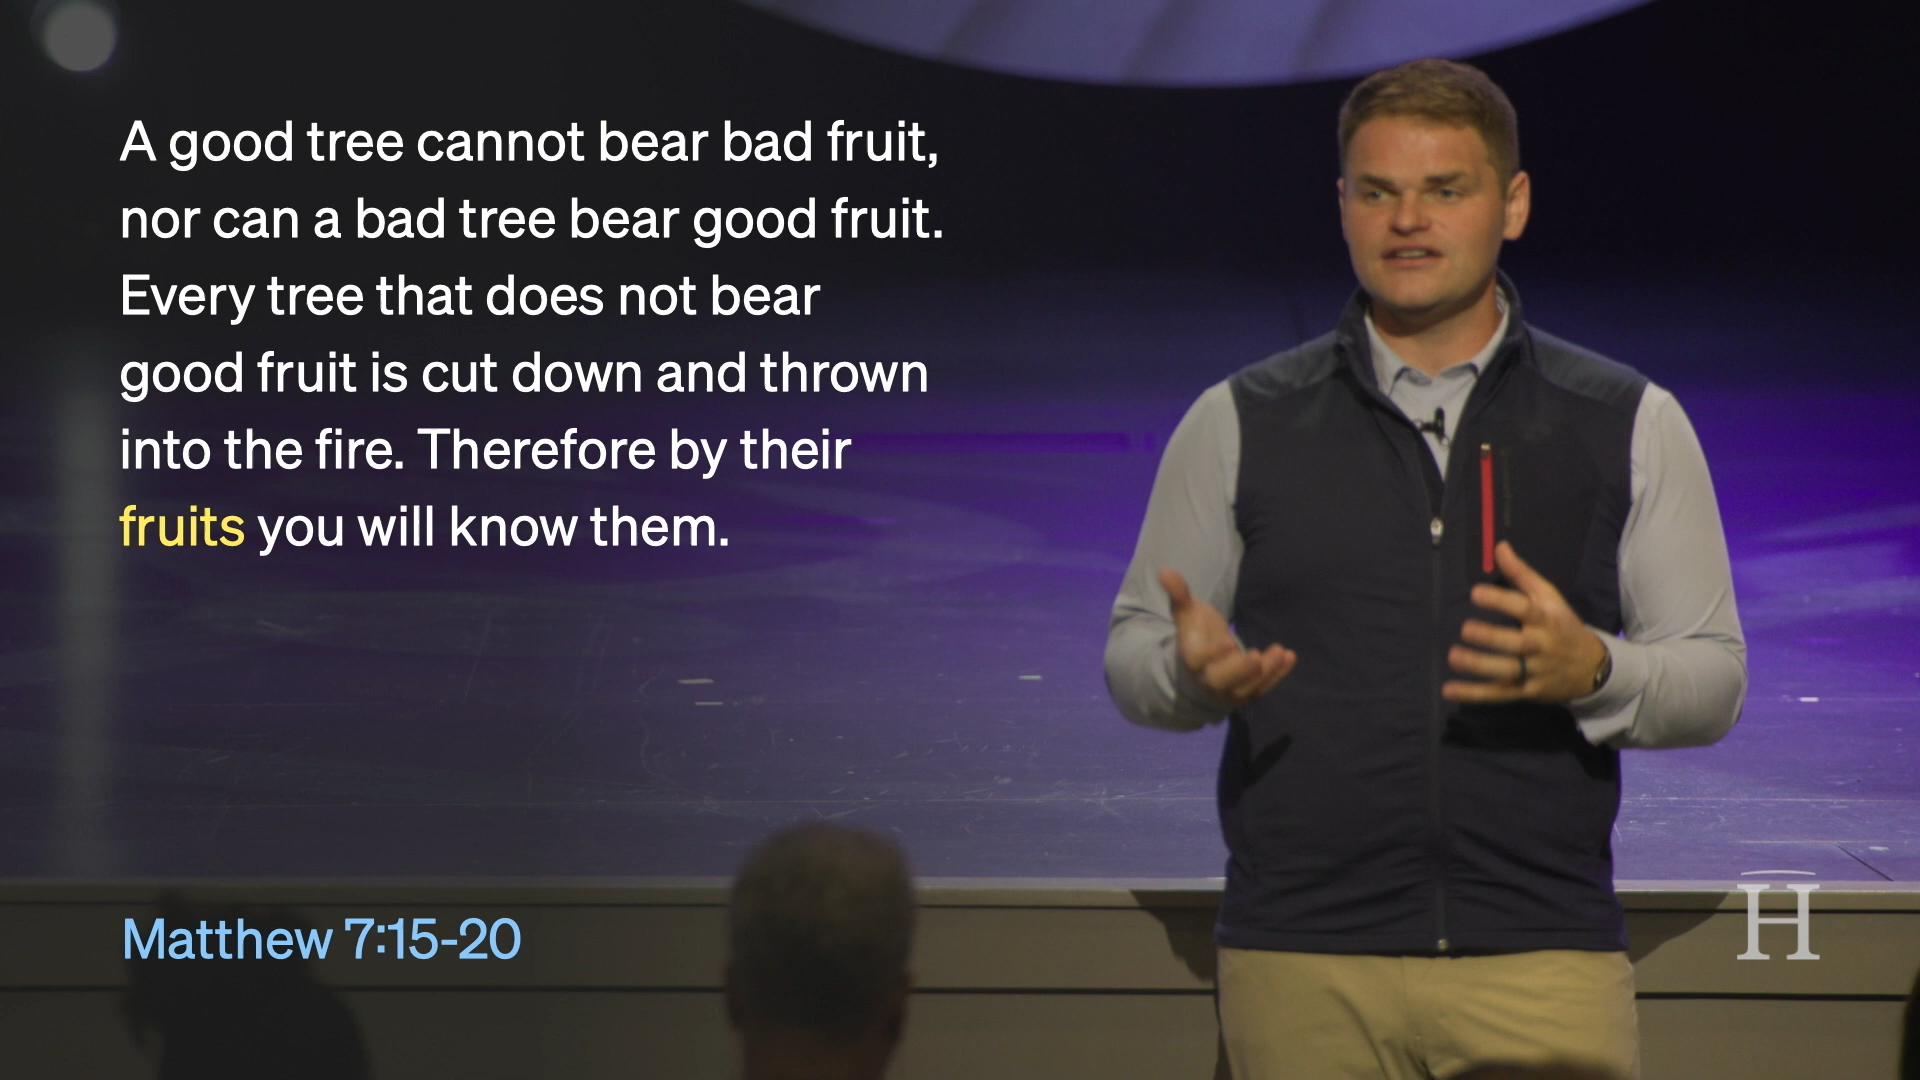 A good tree cannot bear bad fruit,
nor can a bad tree bear good fruit.
Every tree that does not bear
good fruit is cut down and thrown
into the fire. Therefore by their
fruits you will know them.
Matthew 7:15-20
H